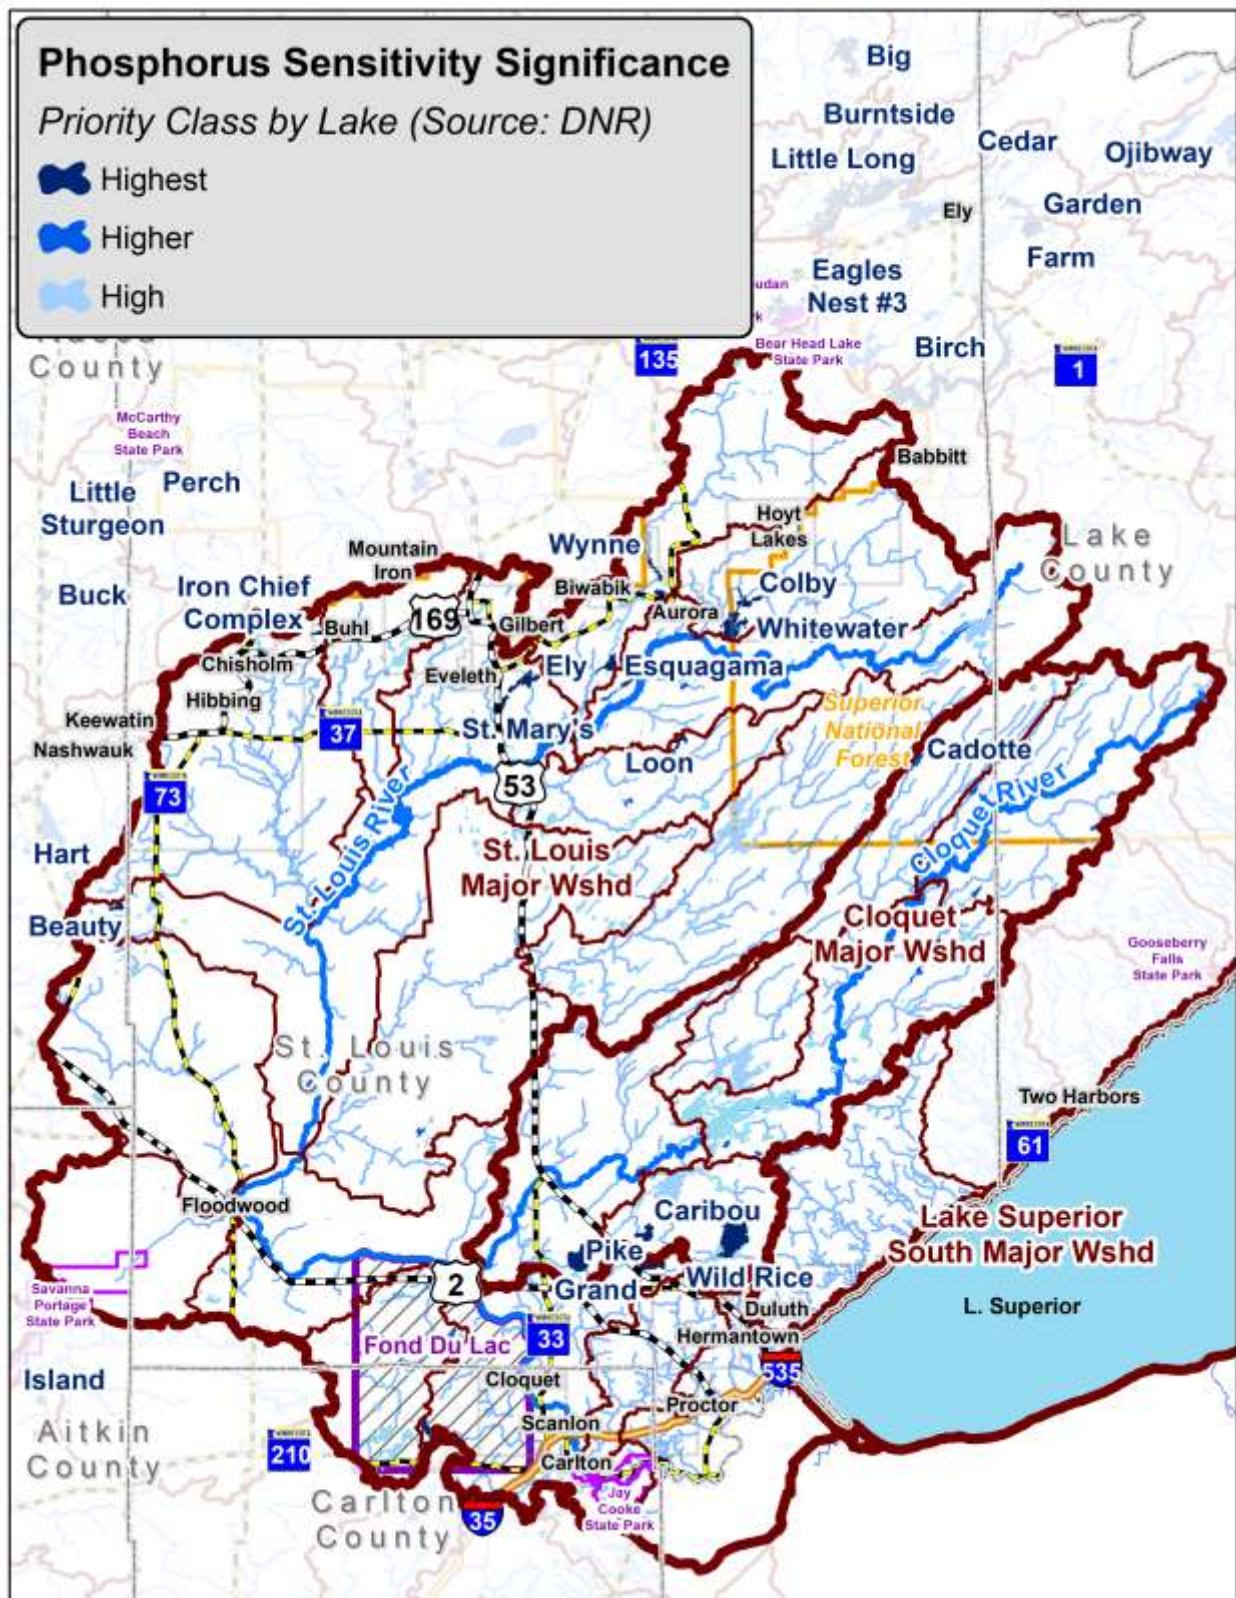 Phosphorus Sensitivity Significance
Priority Class by Lake (Source: DNR)
Highest
Higher
High
Big
Burntside
Little Long
Cedar
Ojibway
Ely
Garden
Farm
Eagles
Nest #3
Birch
County
135
Bear Head Lake
State Park
1
McCarthy
Beach
State Park
Perch
Little
Sturgeon
Babbitt
Hoyt
Lakes
Lake
County
Mountain
Iron
Wynne
Biwabik
Colby
Buck
Iron Chief
Complex
Buhl
169
Gilbert
Aurora
Whitewater
Chisholm
Eveleth
Ely
Esquagama
Hibbing
Keewatin
Nashwauk
37
St. Mary's
Superior
National
Forest
Cadotte
Loon
73
53
St. Louis River
Cloquet River
Hart
St. Louis
Major Wshd
Beauty
Cloquet
Major Wshd
Gooseberry
Falls
State Park
St. Louis
County
Two Harbors
61
Floodwood
Caribou
Lake Superior
South Major Wshd
Pike
Grand
Wild Rice
2
Savanna
Portage
State Park
L. Superior
Duluth
Hermantown
33
Fond Du Lac
535
Island
Cloquet
Proctor
Scanlon
Aitkin
County
210
Carlton
Jay
Cooke
State Park
Carlton
County
35